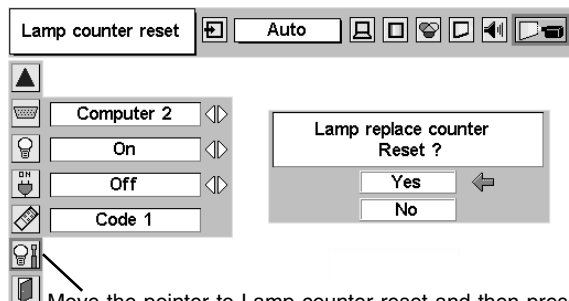 Lamp counter reset
Auto
Computer 2
On
ON
Off
Code 1
Lamp replace counter
Reset ?
Yes
No
Move the pointer to Lamp counter reset and then pres